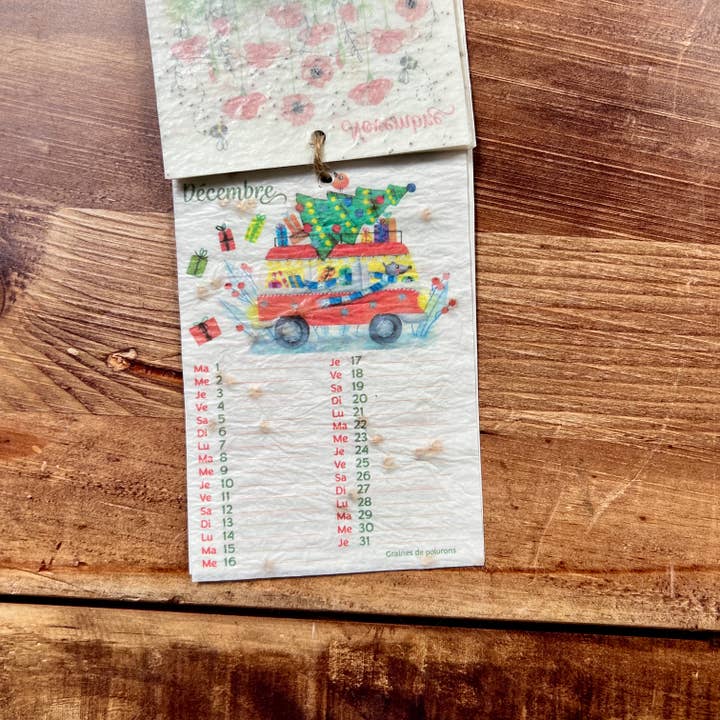 Novembre
Décembre
Ma 1
Me 2
Je 3
Ve 4
Sa 5
Di 6
Lu 7
Ma 8
Me 9
Je 10
Ve 11
Sa 12
Di 13
Lu 14
Ma 15
Me 16
Je 17
Ve 18
Sa 19
Di 20
Lu 21
Ma 22
Me 23
Je 24
Ve 25
Sa 26
Di 27
Lu 28
Ma 29
Me 30
Je 31
Graines de poivrons